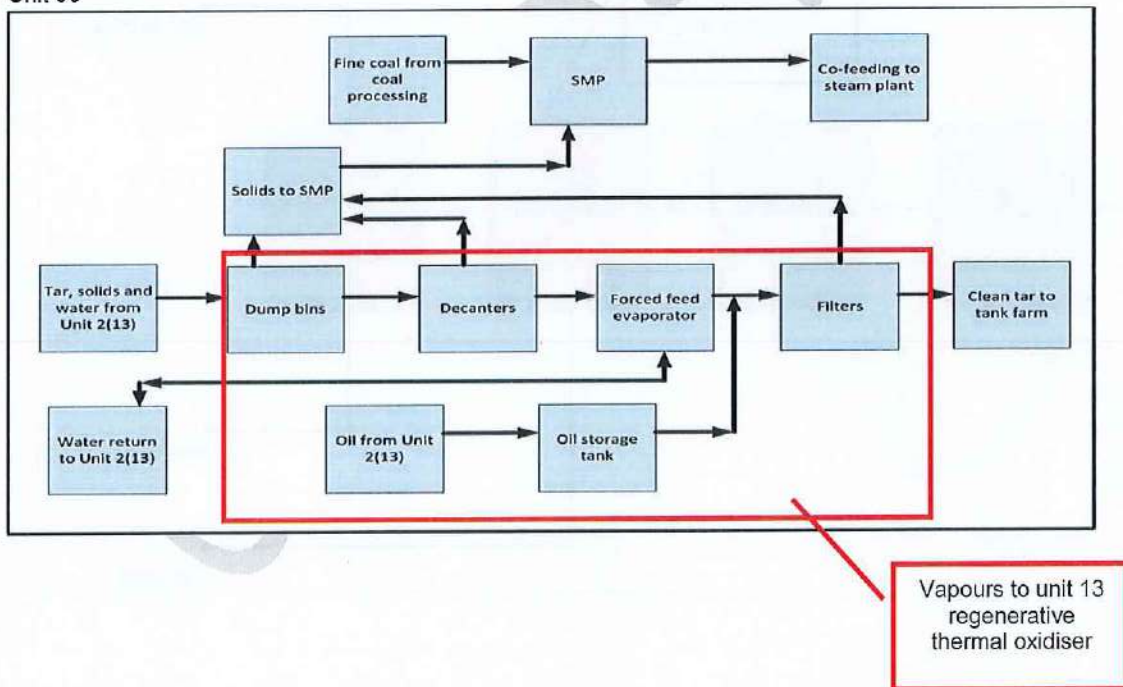 Fine coal from
coal
processing
SMP
Co-feeding to
steam plant
Solids to SMP
Tar, solids and
water from
Unit 2(13)
Dump bins
Decanters
Forced feed
evaporator
Filters
Clean tar to
tank farm
Water return
to Unit 2(13)
Oil from Unit
2(13)
Oil storage
tank
Vapours to unit 13
regenerative
thermal oxidiser